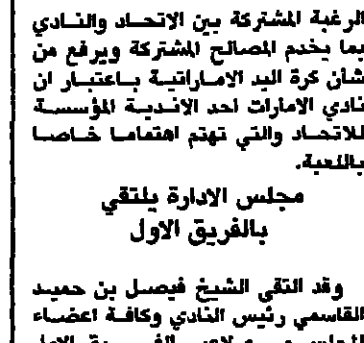 الرغبة المشتركة بين الاتحاد والنادي
بما يخدم المصالح المشتركة ويرفع من
شأن كرة اليد الاماراتية باعتبار ان
نادي الامارات احد الاندية المؤسسة
للاتحاد والتي تهتم اهتماما خاصا
باللعبة.
مجلس الادارة يلتقي
بالفريق الاول
وقد التقى الشيخ فيصل بن حميد
القاسمي رئيس النادي وكافة اعضاء